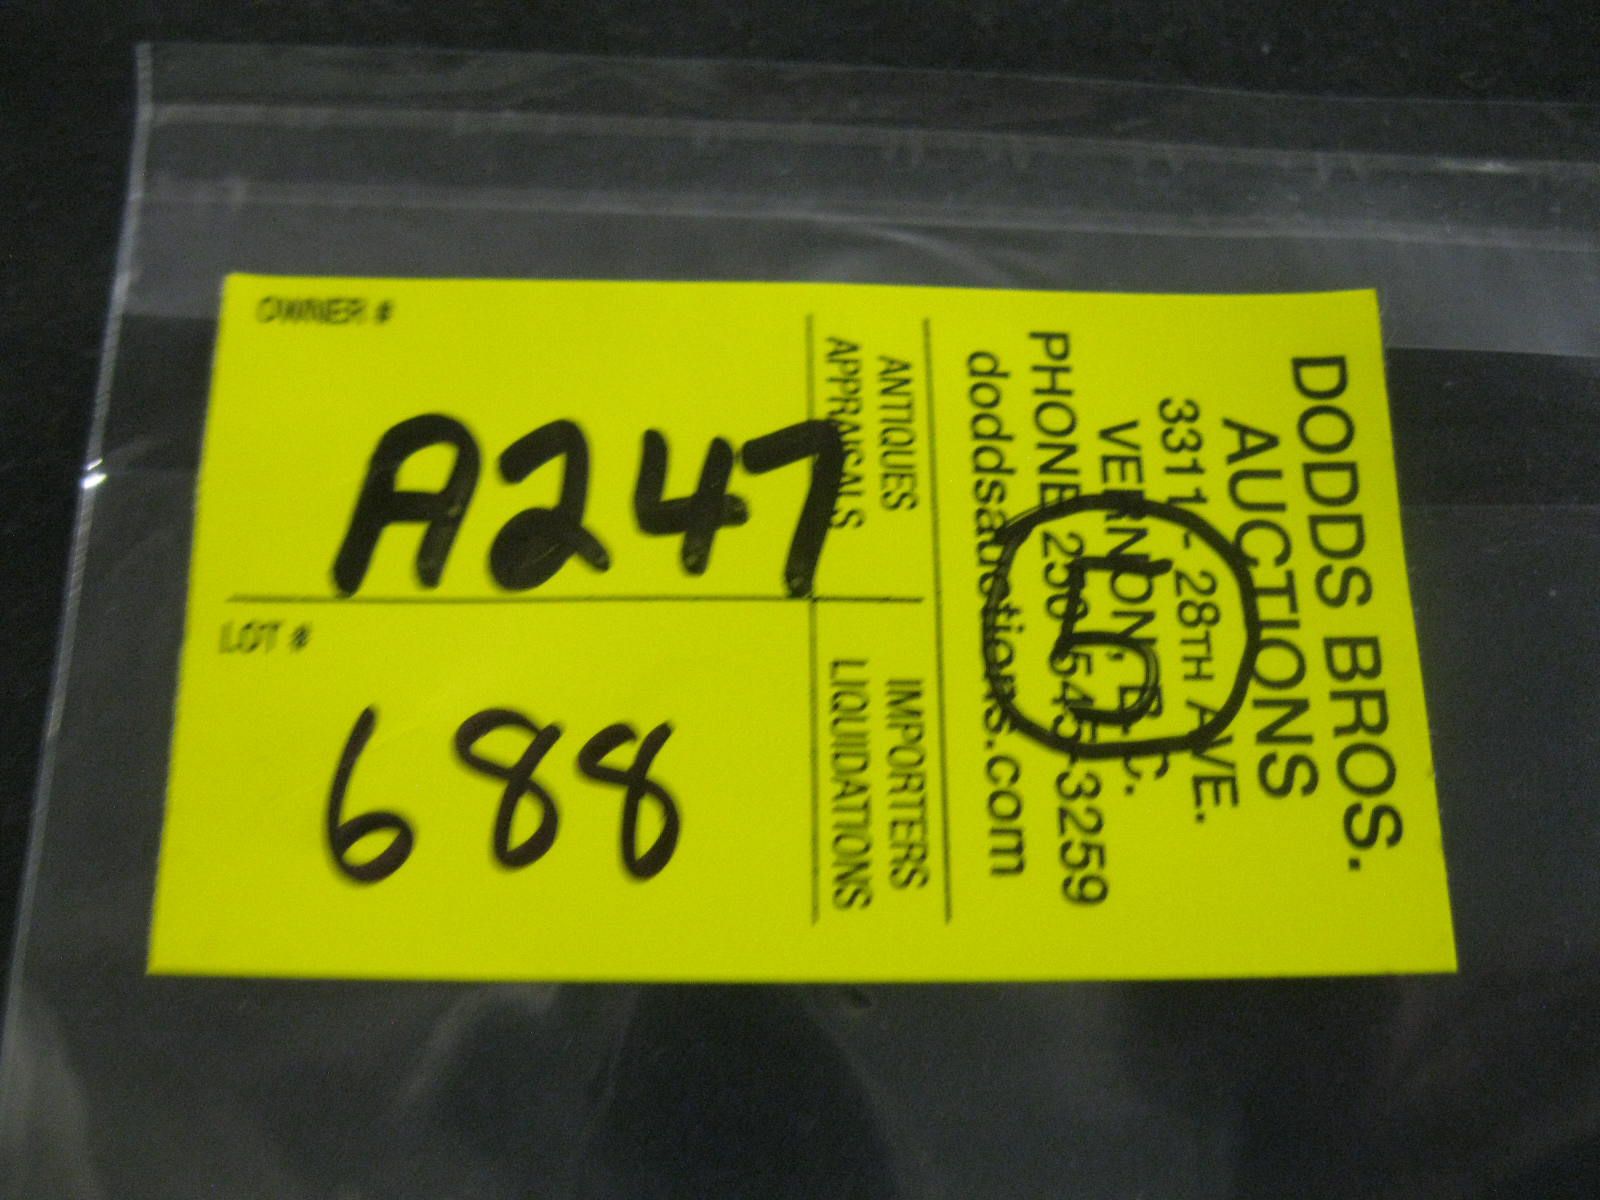 DODDS BROS.
AUCTIONS
3311 - 28TH AVE.
VERNON, B.C.
PHONE 250-545-3259
doddsauctions.com
ANTIQUES
APPRAISALS
IMPORTERS
LIQUIDATIONS
OWNER #
A247
LOT #
688
5